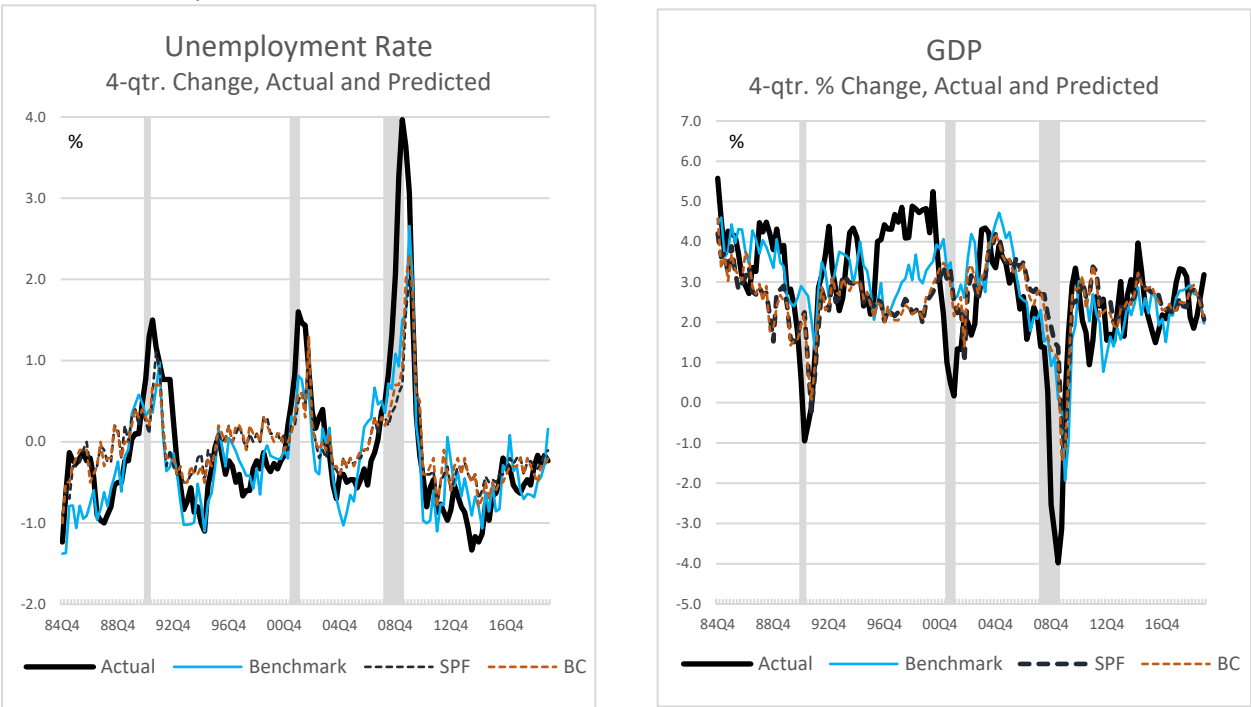 Unemployment Rate
4-qtr. Change, Actual and Predicted
%
4.0
3.0
2.0
1.0
0.0
-1.0
-2.0
84Q4 88Q4 92Q4 96Q4 00Q4 04Q4 08Q4 12Q4 16Q4
Actual Benchmark SPF BC
GDP
4-qtr. % Change, Actual and Predicted
%
7.0
6.0
5.0
4.0
3.0
2.0
1.0
0.0
-1.0
-2.0
-3.0
-4.0
-5.0
84Q4 88Q4 92Q4 96Q4 00Q4 04Q4 08Q4 12Q4 16Q4
Actual Benchmark SPF BC